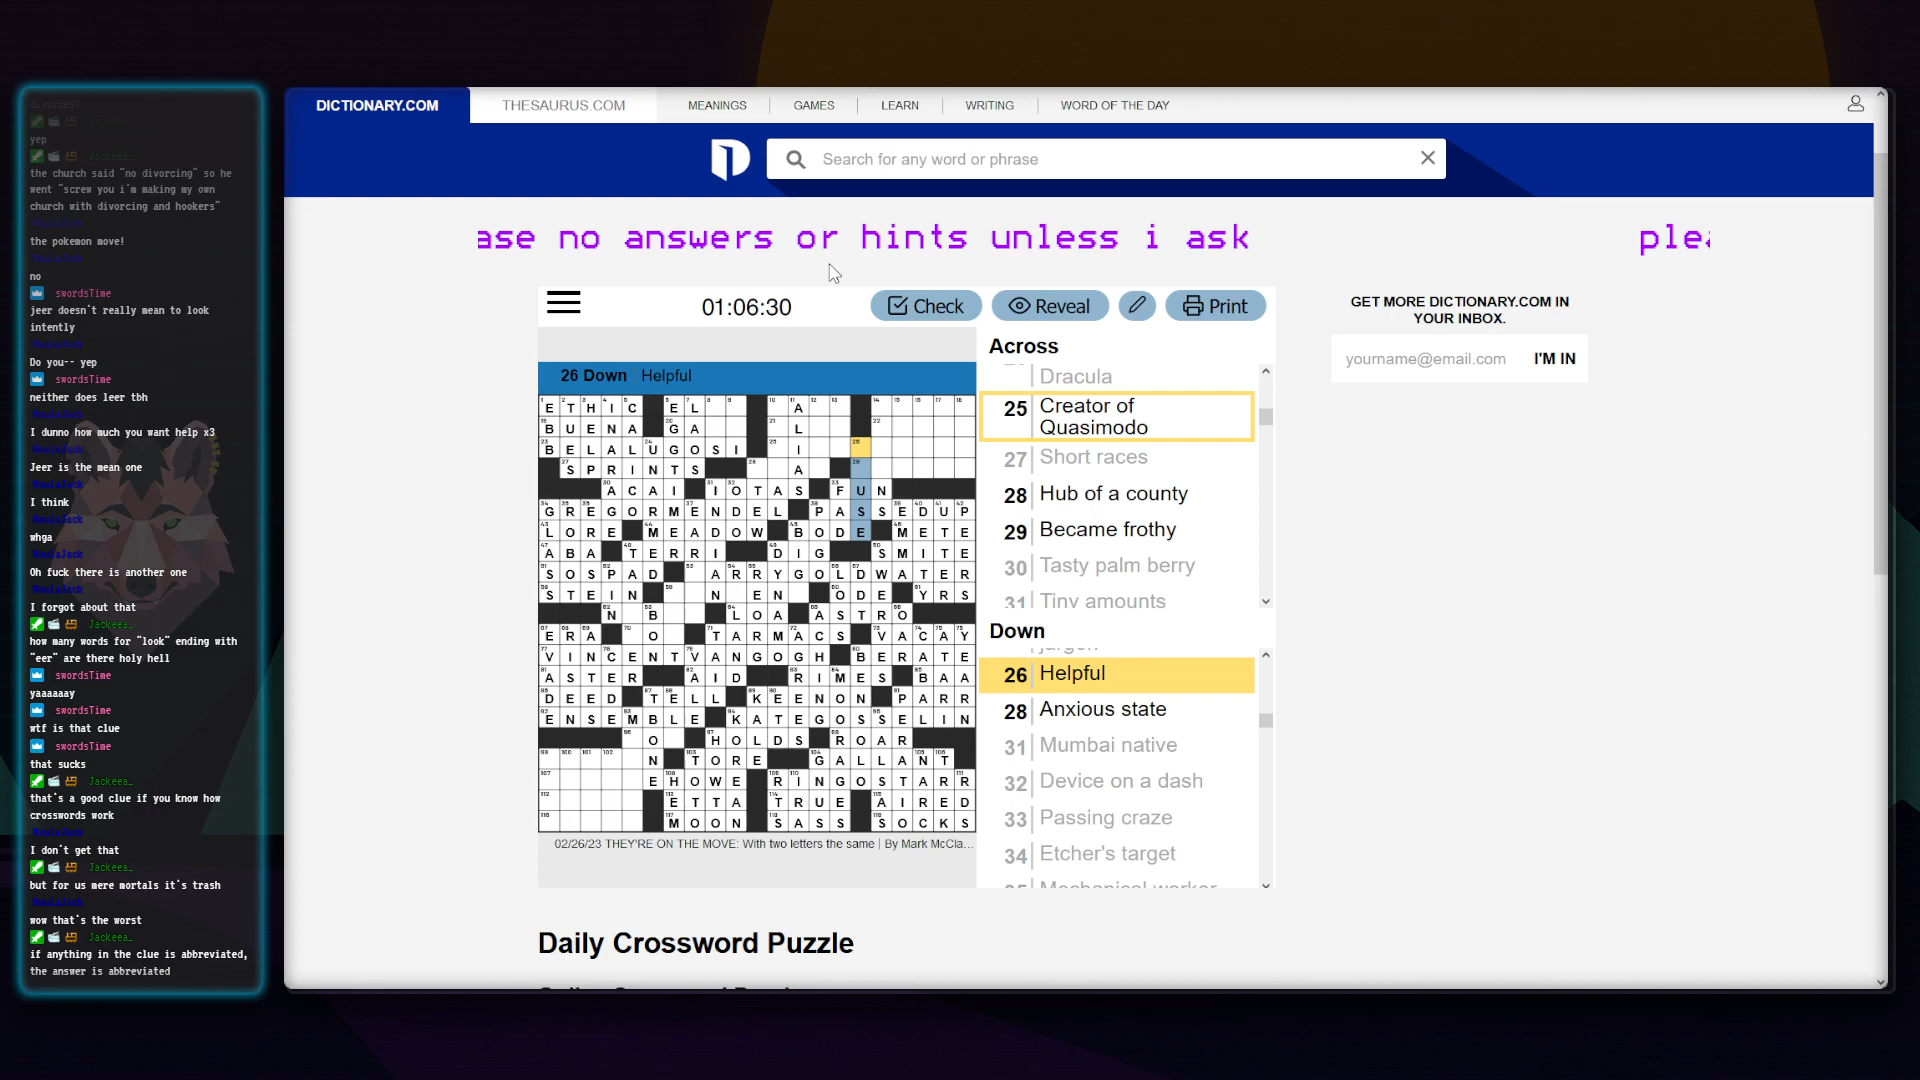 divorces?
yep
the church said "no divorcing" so he
went "screw you i'm making my own
church with divorcing and hookers"
the pokemon move!
no
swordsTime
jeer doesn't really mean to look
intently
Do you-- yep
swordsTime
neither does leer tbh
I dunno how much you want help x3
Jeer is the mean one
I think
whga
Oh fuck there is another one
I forgot about that
Jackeea_
how many words for "look" ending with
"eer" are there holy hell
swordsTime
yaaaaaay
swordsTime
wtf is that clue
swordsTime
that sucks
Jackeea_
that's a good clue if you know how
crosswords work
I don't get that
Jackeea_
but for us mere mortals it's trash
wow that's the worst
Jackeea_
if anything in the clue is abbreviated,
the answer is abbreviated
DICTIONARY.COM THESAURUS.COM MEANINGS GAMES LEARN WRITING WORD OF THE DAY
Search for any word or phrase
ase no answers or hints unless i ask
GET MORE DICTIONARY.COM IN
YOUR INBOX.
yourname@email.com I'M IN
01:06:30 Check Reveal Print
26 Down Helpful
E T H I C E L A
B U E N A G A L
B E L A L U G O S I I
S P R I N T S A
A C A I I O T A S F U N
G R E G O R M E N D E L P A S S E D U P
L O R E M E A D O W B O D E M E T E
A B A T E R R I D I G S M I T E
S O S P A D A R R Y G O L D W A T E R
S T E I N N E N O D E Y R S
N B L O A A S T R O
E R A O T A R M A C S V A C A Y
V I N C E N T V A N G O G H B E R A T E
A S T E R A I D R I M E S B A A
D E E D T E L L K E E N O N P A R R
E N S E M B L E K A T E G O S S E L I N
O H O L D S R O A R
N T O R E G A L L A N T
E H O W E R I N G O S T A R R
E T T A T R U E A I R E D
M O O N S A S S S O C K S
02/26/23 THEY'RE ON THE MOVE: With two letters the same | By Mark McCla...
Across
Dracula
25 Creator of
Quasimodo
27 Short races
28 Hub of a county
29 Became frothy
30 Tasty palm berry
31 Tiny amounts
Down
26 Helpful
28 Anxious state
31 Mumbai native
32 Device on a dash
33 Passing craze
34 Etcher's target
Daily Crossword Puzzle